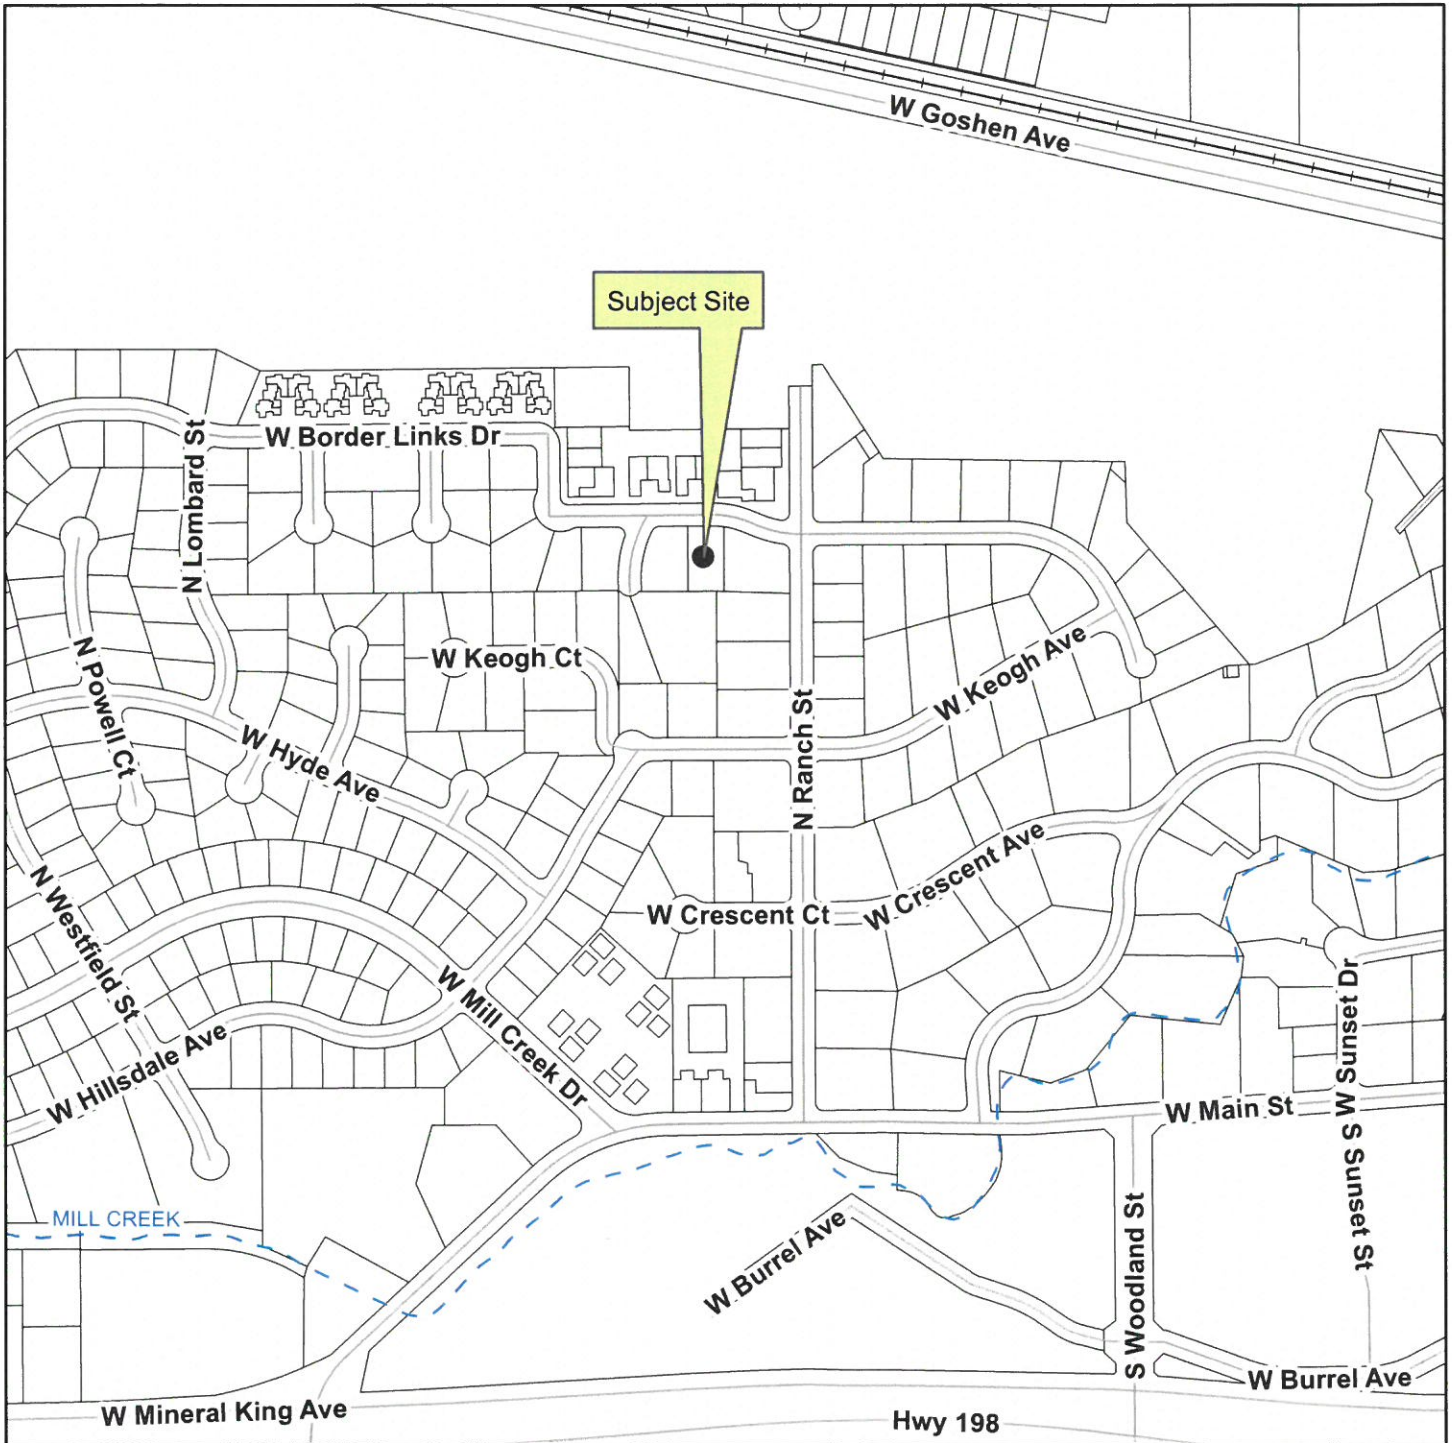 W Goshen Ave
Subject Site
W Border Links Dr
N Lombard St
W Keogh Ct
N Powell Ct
W Keogh Ave
W Hyde Ave
N Ranch St
W Crescent Ave
W Crescent Ct
N Westfield St
W Mill Creek Dr
W Hillsdale Ave
W Sunset Dr
W Main St
S Sunset St
MILL CREEK
S Woodland St
W Burrel Ave
W Burrel Ave
W Mineral King Ave
Hwy 198